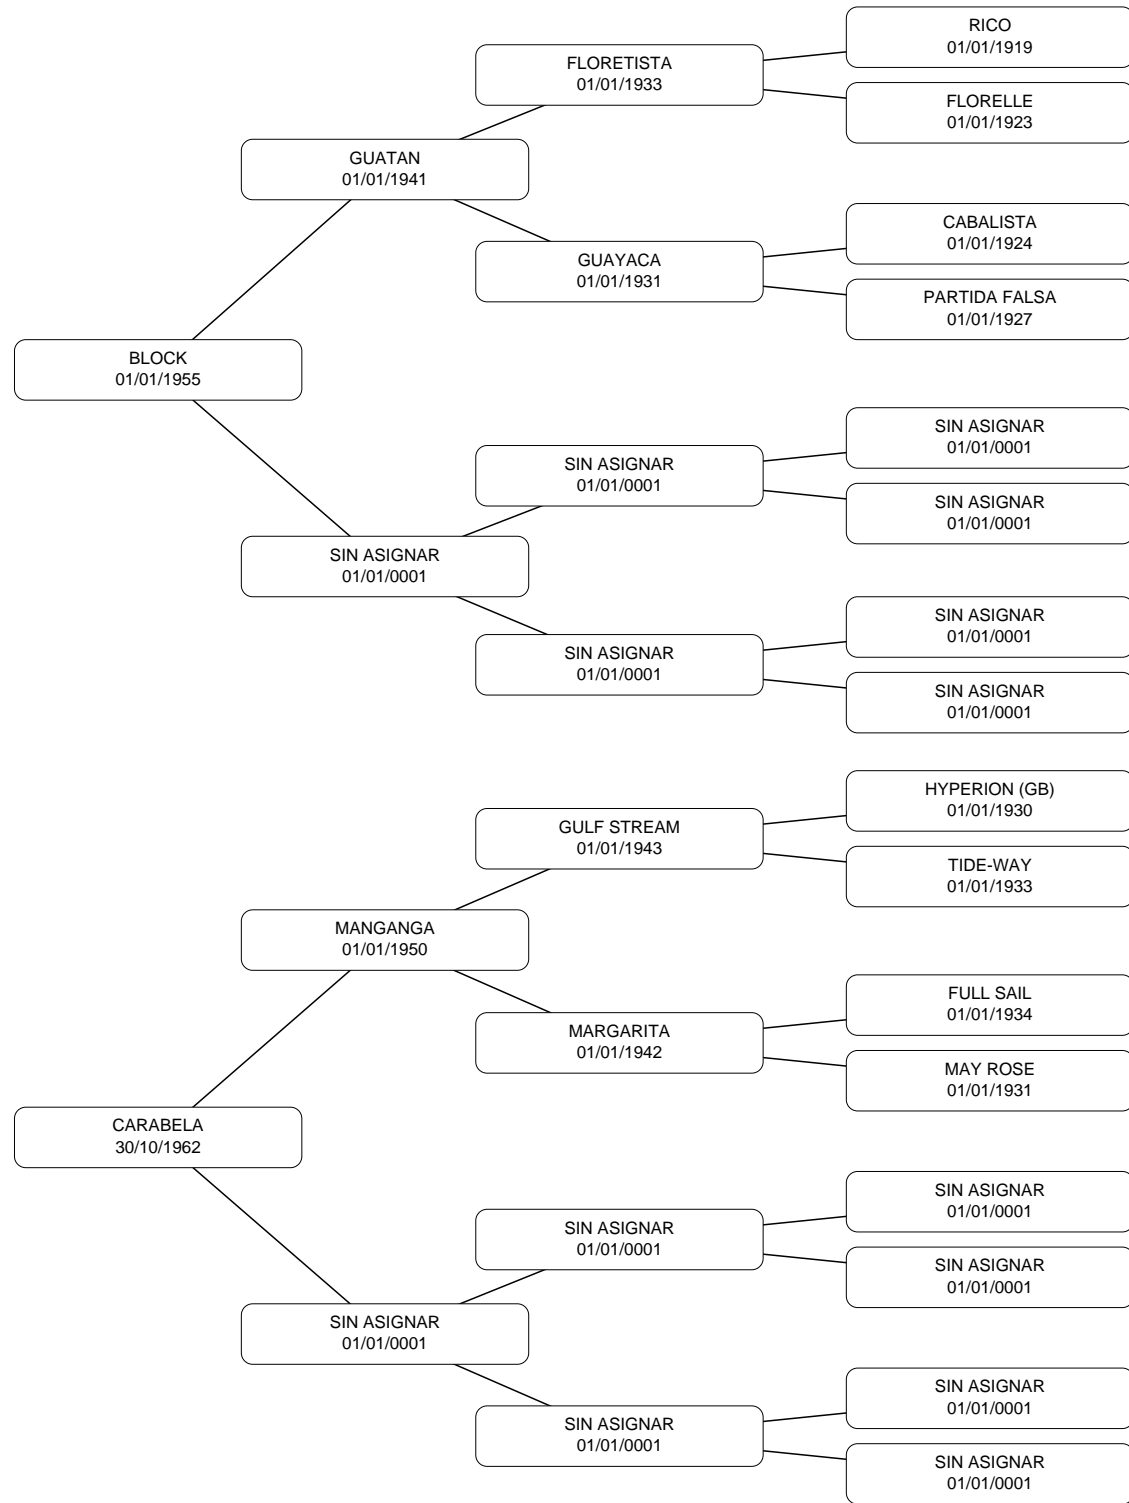 RICO
01/01/1919
FLORETISTA
01/01/1933
FLORELLE
01/01/1923
GUATAN
01/01/1941
CABALISTA
01/01/1924
GUAYACA
01/01/1931
PARTIDA FALSA
01/01/1927
BLOCK
01/01/1955
SIN ASIGNAR
01/01/0001
SIN ASIGNAR
01/01/0001
SIN ASIGNAR
01/01/0001
SIN ASIGNAR
01/01/0001
SIN ASIGNAR
01/01/0001
SIN ASIGNAR
01/01/0001
SIN ASIGNAR
01/01/0001
HYPERION (GB)
01/01/1930
GULF STREAM
01/01/1943
TIDE-WAY
01/01/1933
MANGANGA
01/01/1950
FULL SAIL
01/01/1934
MARGARITA
01/01/1942
MAY ROSE
01/01/1931
CARABELA
30/10/1962
SIN ASIGNAR
01/01/0001
SIN ASIGNAR
01/01/0001
SIN ASIGNAR
01/01/0001
SIN ASIGNAR
01/01/0001
SIN ASIGNAR
01/01/0001
SIN ASIGNAR
01/01/0001
SIN ASIGNAR
01/01/0001